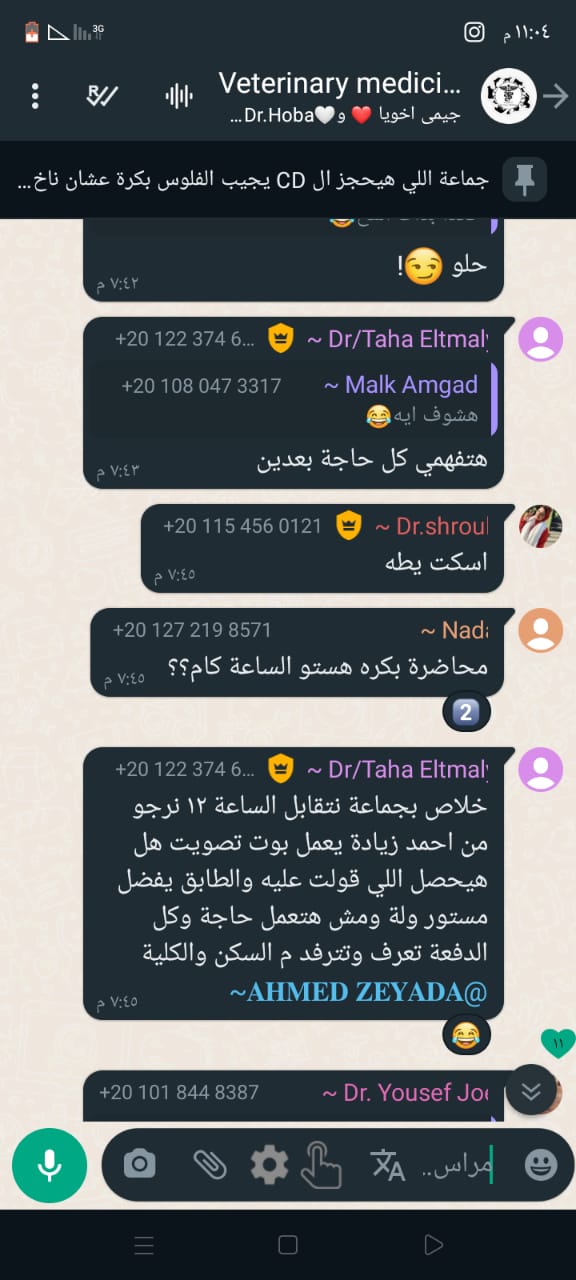 ١١:٠٤ م
3G
Veterinary medici...
جيمى اخويا ❤️ و🤍Dr.Hoba...
جماعة اللي هيحجز ال CD يجيب الفلوس بكرة عشان ناخ...
حلو 😏!
٧:٤٢ م
~ Dr/Taha Eltmaly +20 122 374 6...
~ Malk Amgad +20 108 047 3317
هشوف ايه😂
هتفهمي كل حاجة بعدين
٧:٤٣ م
~ Dr.shrou +20 115 456 0121
اسكت يطه
٧:٤٥ م
~ Nada +20 127 219 8571
محاضرة بكره هستو الساعة كام؟؟
٧:٤٥ م
2
~ Dr/Taha Eltmaly +20 122 374 6...
خلاص بجماعة نتقابل الساعة ١٢ نرجو
من احمد زيادة يعمل بوت تصويت هل
هيحصل اللي قولت عليه والطابق يفضل
مستور ولة ومش هتعمل حاجة وكل
الدفعة تعرف وتترفد م السكن والكلية
@AHMED ZEYADA~
٧:٤٥ م
😂
١١
~ Dr. Yousef Joe +20 101 844 8387
مراس..